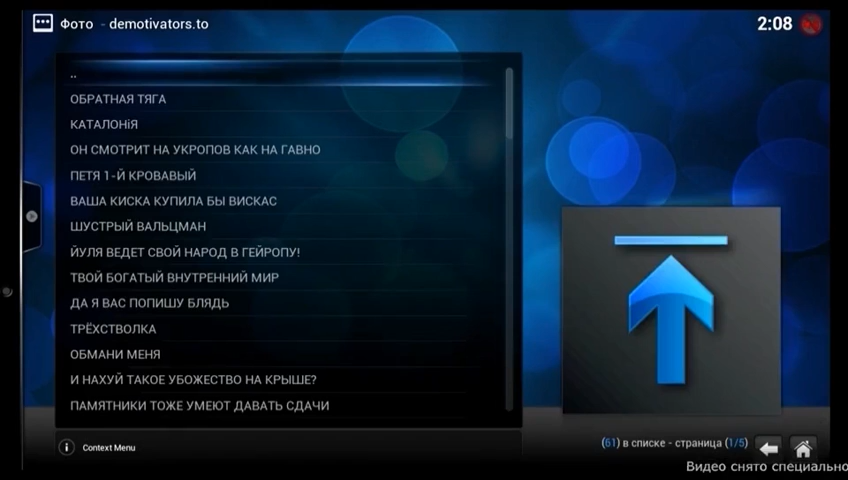 Фото - demotivators.to
2:08
..
ОБРАТНАЯ ТЯГА
КАТАЛОНіЯ
ОН СМОТРИТ НА УКРОПОВ КАК НА ГАВНО
ПЕТЯ 1-Й КРОВАВЫЙ
ВАША КИСКА КУПИЛА БЫ ВИСКАС
ШУСТРЫЙ ВАЛЬЦМАН
ЙУЛЯ ВЕДЕТ СВОЙ НАРОД В ГЕЙРОПУ!
ТВОЙ БОГАТЫЙ ВНУТРЕННИЙ МИР
ДА Я ВАС ПОПИШУ БЛЯДЬ
ТРЁХСТВОЛКА
ОБМАНИ МЕНЯ
И НАХУЙ ТАКОЕ УБОЖЕСТВО НА КРЫШЕ?
ПАМЯТНИКИ ТОЖЕ УМЕЮТ ДАВАТЬ СДАЧИ
Context Menu
(61) в списке - страница (1/5)
Видео снято специально